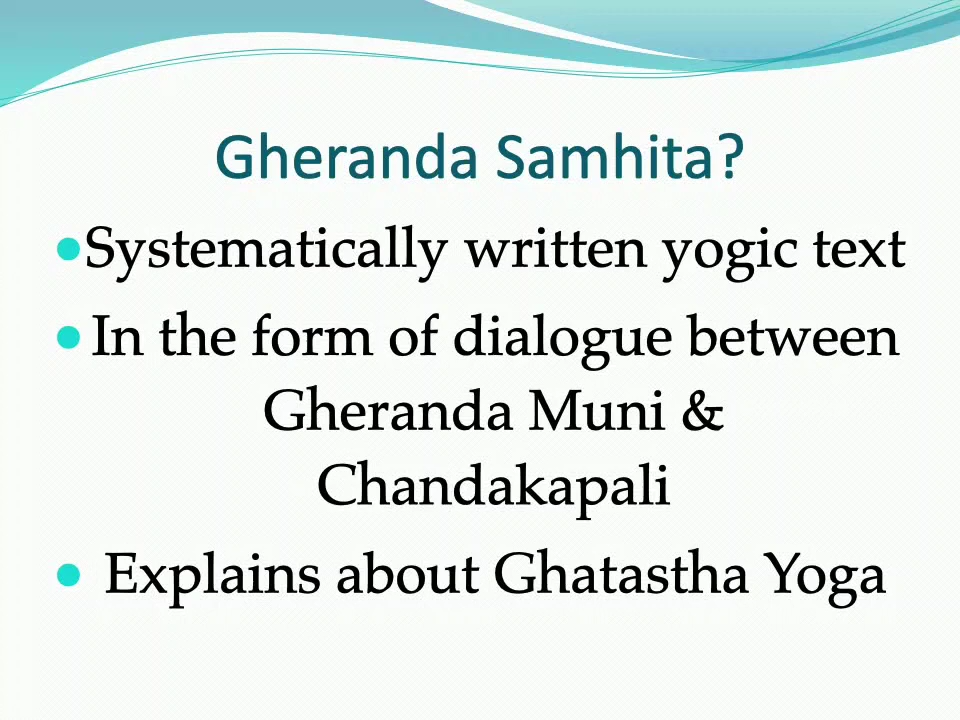 Gheranda Samhita?
•Systematically written yogic text
• In the form of dialogue between
Gheranda Muni &
Chandakapali
• Explains about Ghatastha Yoga